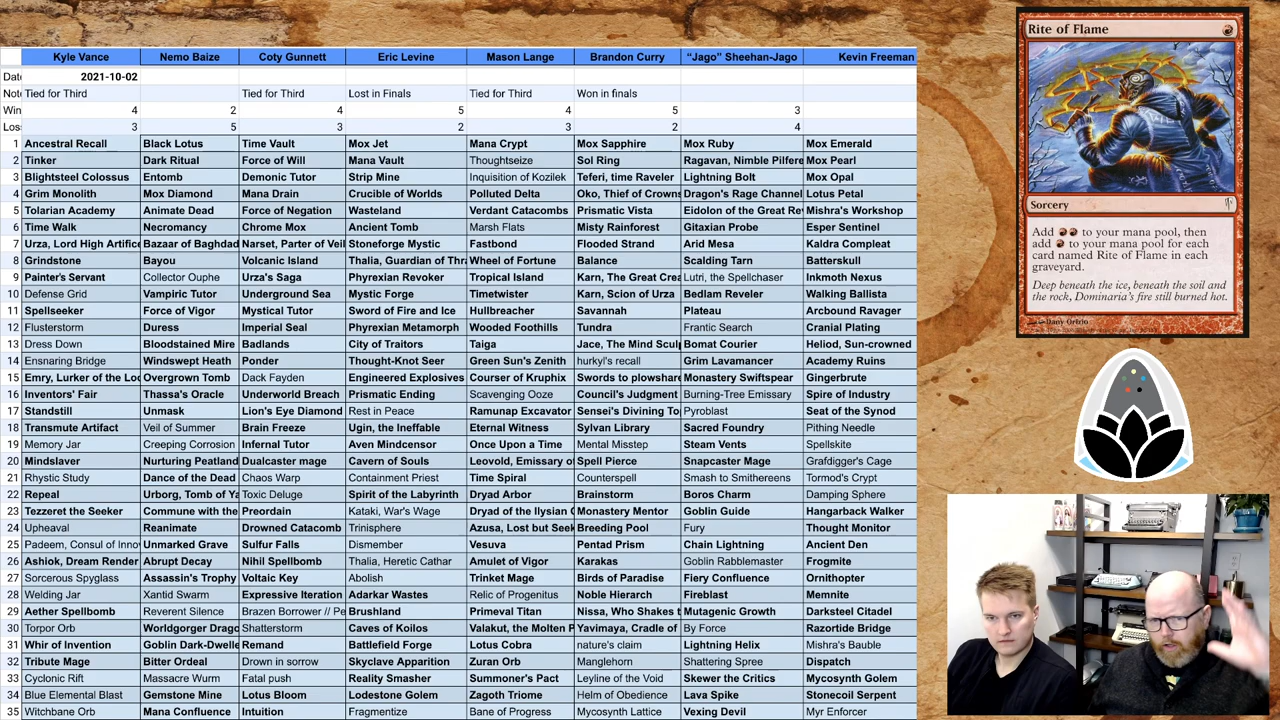 Kyle Vance Nemo Baize Coty Gunnett Eric Levine Mason Lange Brandon Curry “Jago” Sheehan-Jago Kevin Freeman
Date 2021-10-02
Not Tied for Third Tied for Third Lost in Finals Tied for Third Won in finals
Win 4 2 4 5 4 5 3
Los 3 5 3 2 3 2 4
1 Ancestral Recall Black Lotus Time Vault Mox Jet Mana Crypt Mox Sapphire Mox Ruby Mox Emerald
2 Tinker Dark Ritual Force of Will Mana Vault Thoughtseize Sol Ring Ragavan, Nimble Pilfere Mox Pearl
3 Blightsteel Colossus Entomb Demonic Tutor Strip Mine Inquisition of Kozilek Teferi, time Raveler Lightning Bolt Mox Opal
4 Grim Monolith Mox Diamond Mana Drain Crucible of Worlds Polluted Delta Oko, Thief of Crowns Dragon's Rage Channel Lotus Petal
5 Tolarian Academy Animate Dead Force of Negation Wasteland Verdant Catacombs Prismatic Vista Eidolon of the Great Re Mishra's Workshop
6 Time Walk Necromancy Chrome Mox Ancient Tomb Marsh Flats Misty Rainforest Gitaxian Probe Esper Sentinel
7 Urza, Lord High Artifice Bazaar of Baghdad Narset, Parter of Veil Stoneforge Mystic Fastbond Flooded Strand Arid Mesa Kaldra Compleat
8 Grindstone Bayou Volcanic Island Thalia, Guardian of Thra Wheel of Fortune Balance Scalding Tarn Batterskull
9 Painter's Servant Collector Ouphe Urza's Saga Phyrexian Revoker Tropical Island Karn, The Great Crea Lutri, the Spellchaser Inkmoth Nexus
10 Defense Grid Vampiric Tutor Underground Sea Mystic Forge Timetwister Karn, Scion of Urza Bedlam Reveler Walking Ballista
11 Spellseeker Force of Vigor Mystical Tutor Sword of Fire and Ice Hullbreacher Savannah Plateau Arcbound Ravager
12 Flusterstorm Duress Imperial Seal Phyrexian Metamorph Wooded Foothills Tundra Frantic Search Cranial Plating
13 Dress Down Bloodstained Mire Badlands City of Traitors Taiga Jace, The Mind Sculp Bomat Courier Heliod, Sun-crowned
14 Ensnaring Bridge Windswept Heath Ponder Thought-Knot Seer Green Sun's Zenith hurkyl's recall Grim Lavamancer Academy Ruins
15 Emry, Lurker of the Loc Overgrown Tomb Dack Fayden Engineered Explosives Courser of Kruphix Swords to plowshare Monastery Swiftspear Gingerbrute
16 Inventors' Fair Thassa's Oracle Underworld Breach Prismatic Ending Scavenging Ooze Council's Judgment Burning-Tree Emissary Spire of Industry
17 Standstill Unmask Lion's Eye Diamond Rest in Peace Ramunap Excavator Sensei's Divining To Pyroblast Seat of the Synod
18 Transmute Artifact Veil of Summer Brain Freeze Ugin, the Ineffable Eternal Witness Sylvan Library Sacred Foundry Pithing Needle
19 Memory Jar Creeping Corrosion Infernal Tutor Aven Mindcensor Once Upon a Time Mental Misstep Steam Vents Spellskite
20 Mindslaver Nurturing Peatland Dualcaster mage Cavern of Souls Leovold, Emissary o Spell Pierce Snapcaster Mage Grafdigger's Cage
21 Rhystic Study Dance of the Dead Chaos Warp Containment Priest Time Spiral Counterspell Smash to Smithereens Tormod's Crypt
22 Repeal Urborg, Tomb of Ya Toxic Deluge Spirit of the Labyrinth Dryad Arbor Brainstorm Boros Charm Damping Sphere
23 Tezzeret the Seeker Commune with the Preordain Kataki, War's Wage Dryad of the Ilysian G Monastery Mentor Goblin Guide Hangarback Walker
24 Upheaval Reanimate Drowned Catacomb Trinisphere Azusa, Lost but Seek Breeding Pool Fury Thought Monitor
25 Padeem, Consul of Innov Unmarked Grave Sulfur Falls Dismember Vesuva Pentad Prism Chain Lightning Ancient Den
26 Ashiok, Dream Render Abrupt Decay Nihil Spellbomb Thalia, Heretic Cathar Amulet of Vigor Karakas Goblin Rabblemaster Frogmite
27 Sorcerous Spyglass Assassin's Trophy Voltaic Key Abolish Trinket Mage Birds of Paradise Fiery Confluence Ornithopter
28 Welding Jar Xantid Swarm Expressive Iteration Adarkar Wastes Relic of Progenitus Noble Hierarch Fireblast Memnite
29 Aether Spellbomb Reverent Silence Brazen Borrower // Pe Brushland Primeval Titan Nissa, Who Shakes t Mutagenic Growth Darksteel Citadel
30 Torpor Orb Worldgorger Drago Shatterstorm Caves of Koilos Valakut, the Molten P Yavimaya, Cradle of By Force Razortide Bridge
31 Whir of Invention Goblin Dark-Dwelle Remand Battlefield Forge Lotus Cobra nature's claim Lightning Helix Mishra's Bauble
32 Tribute Mage Bitter Ordeal Drown in sorrow Skyclave Apparition Zuran Orb Manglehorn Shattering Spree Dispatch
33 Cyclonic Rift Massacre Wurm Fatal push Reality Smasher Summoner's Pact Leyline of the Void Skewer the Critics Mycosynth Golem
34 Blue Elemental Blast Gemstone Mine Lotus Bloom Lodestone Golem Zagoth Triome Helm of Obedience Lava Spike Stonecoil Serpent
35 Witchbane Orb Mana Confluence Intuition Fragmentize Bane of Progress Mycosynth Lattice Vexing Devil Myr Enforcer
Rite of Flame
Sorcery
Add to your mana pool, then
add to your mana pool for each
card named Rite of Flame in each
graveyard.
Deep beneath the ice, beneath the soil and
the rock, Dominaria's fire still burned hot.